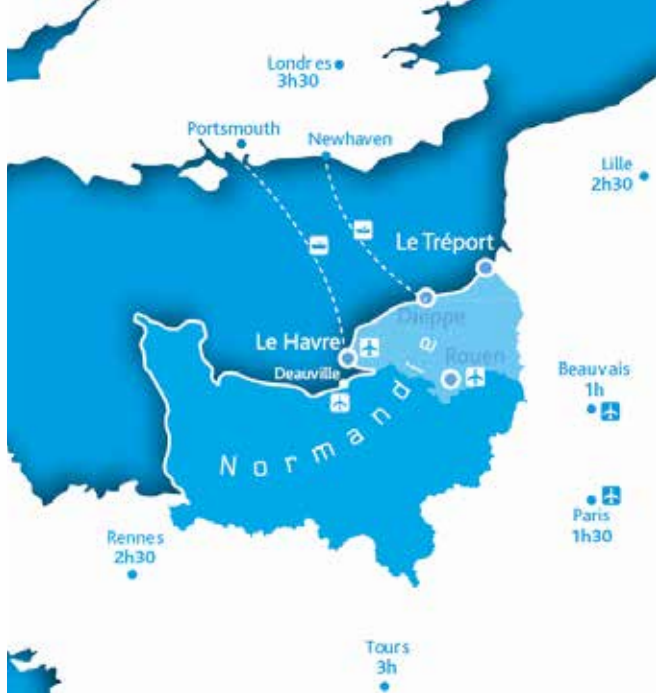 Londres
3h30
Portsmouth
Newhaven
Lille
2h30
Le Tréport
Dieppe
Le Havre
Rouen
Deauville
Beauvais
1h
Normandie
Paris
1h30
Rennes
2h30
Tours
3h